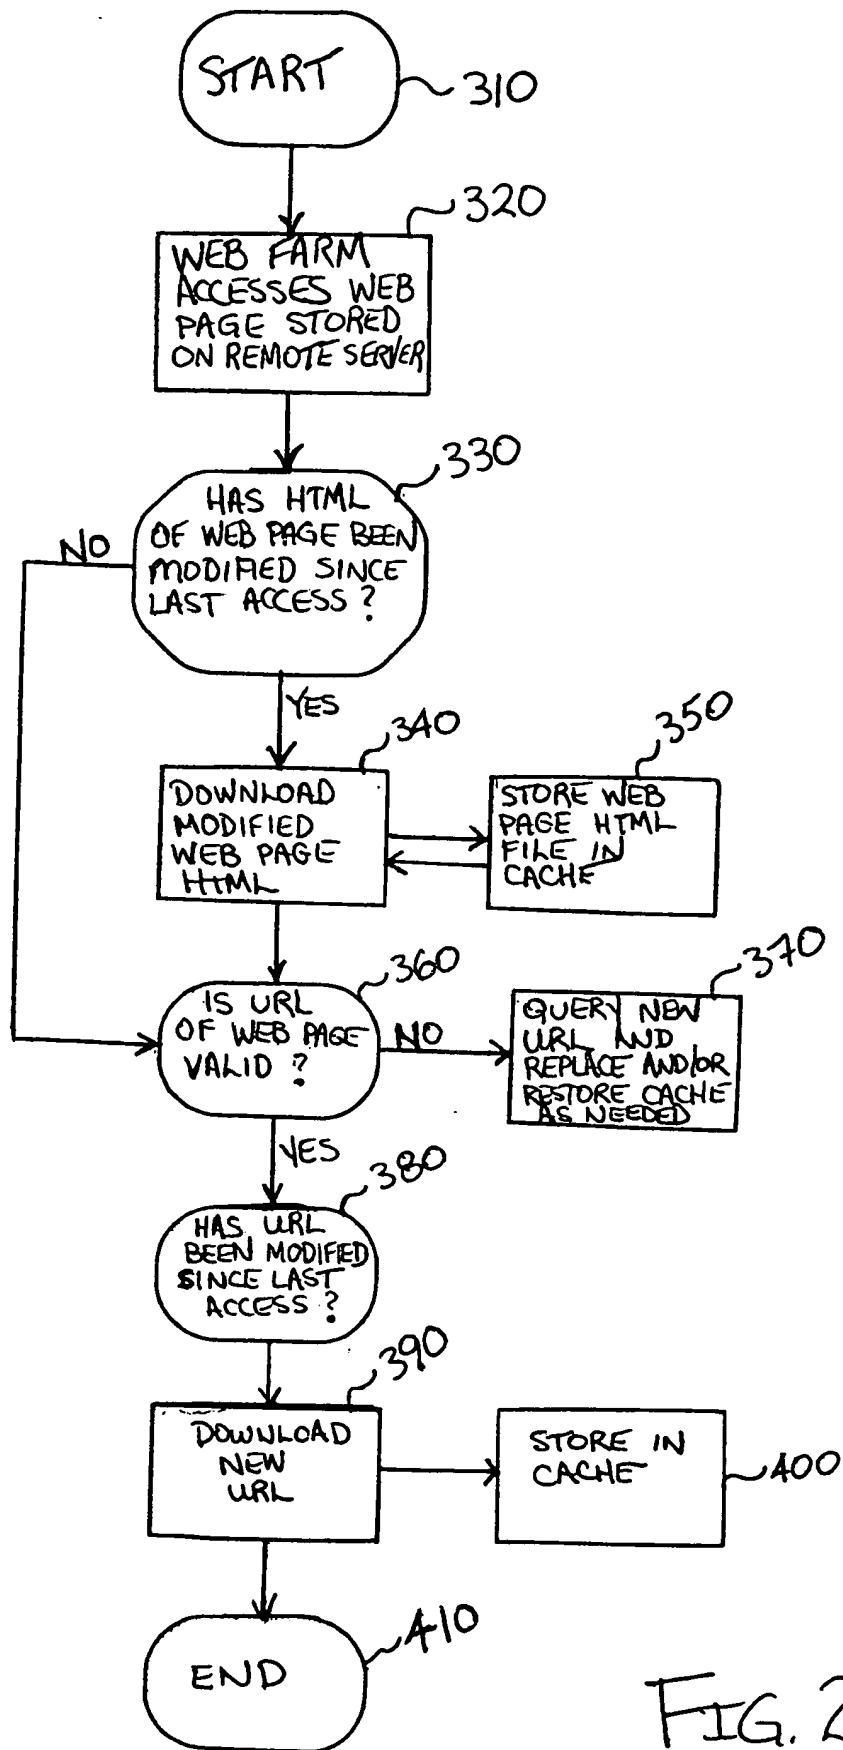 START
310
320
WEB FARM
ACCESSES WEB
PAGE STORED
ON REMOTE SERVER
330
HAS HTML
OF WEB PAGE BEEN
MODIFIED SINCE
LAST ACCESS ?
NO
YES
340
DOWNLOAD
MODIFIED
WEB PAGE
HTML
350
STORE WEB
PAGE HTML
FILE IN
CACHE
360
IS URL
OF WEB PAGE
VALID ?
NO
370
QUERY NEW
URL AND
REPLACE AND/OR
RESTORE CACHE
AS NEEDED
YES
380
HAS URL
BEEN MODIFIED
SINCE LAST
ACCESS ?
390
DOWNLOAD
NEW
URL
STORE IN
CACHE
400
END
410
FIG. 2